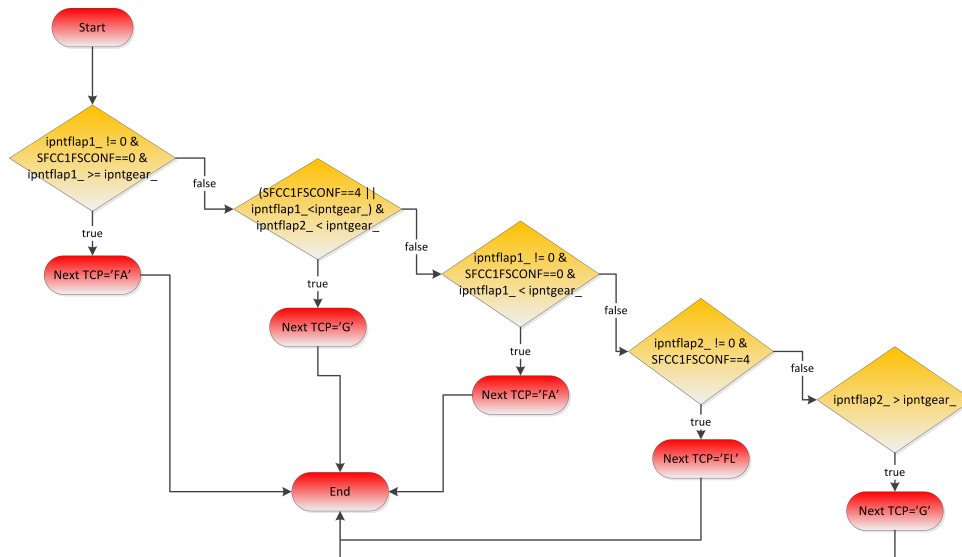 Start
ipntflap1_ != 0 &
SFCC1FSCONF==0 &
ipntflap1_ >= ipntgear_
false
true
Next TCP='FA'
(SFCC1FSCONF==4 ||
ipntflap1_<ipntgear_) &
ipntflap2_ < ipntgear_
false
true
Next TCP='G'
ipntflap1_ != 0 &
SFCC1FSCONF==0 &
ipntflap1_ < ipntgear_
false
true
Next TCP='FA'
ipntflap2_ != 0 &
SFCC1FSCONF==4
false
true
Next TCP='FL'
ipntflap2_ > ipntgear_
true
Next TCP='G'
End